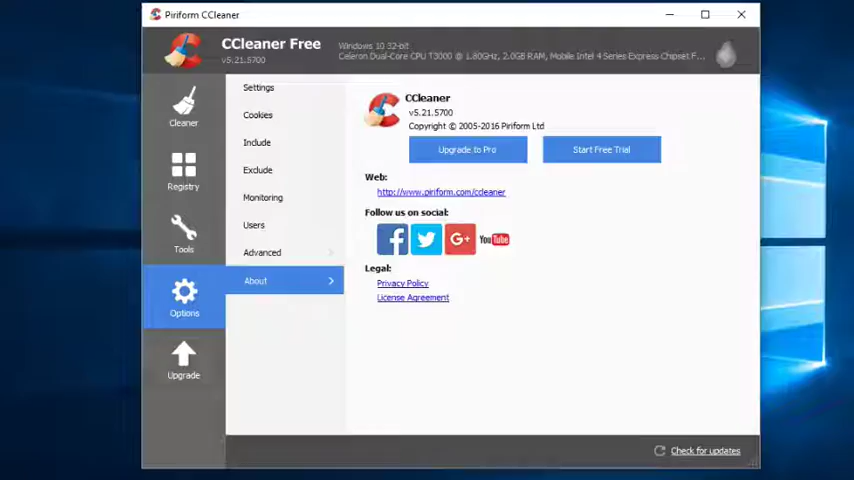 Piriform CCleaner
CCleaner Free
v5.21.5700
Windows 10 32-bit
Celeron Dual-Core CPU T3000 @ 1.80GHz, 2.0GB RAM, Mobile Intel 4 Series Express Chipset F...
Cleaner
Registry
Tools
Options
Upgrade
Settings
Cookies
Include
Exclude
Monitoring
Users
Advanced
About
CCleaner
v5.21.5700
Copyright © 2005-2016 Piriform Ltd
Upgrade to Pro
Start Free Trial
Web:
http://www.piriform.com/ccleaner
Follow us on social:
YouTube
Legal:
Privacy Policy
License Agreement
Check for updates